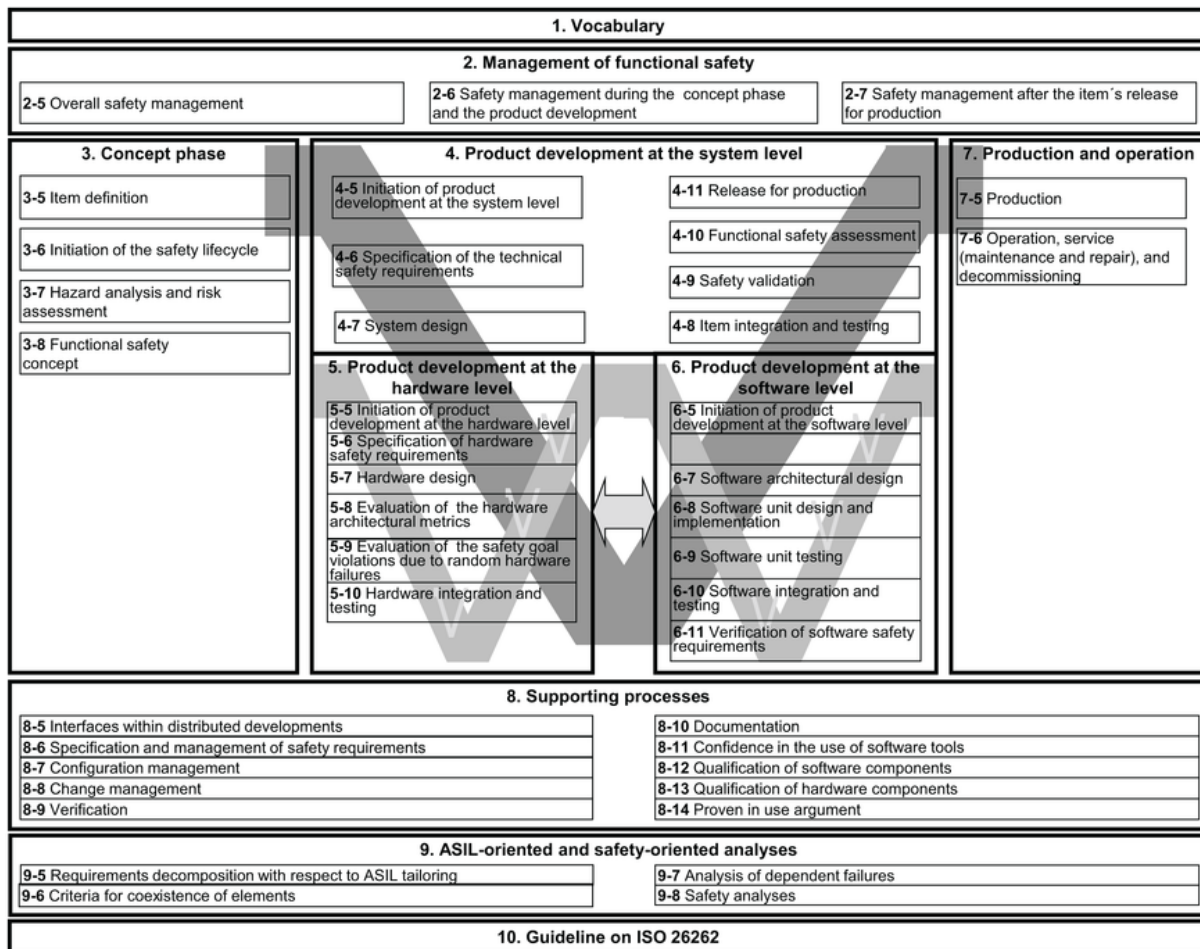 1. Vocabulary
2. Management of functional safety
2-5 Overall safety management
2-6 Safety management during the concept phase
and the product development
2-7 Safety management after the item´s release
for production
3. Concept phase
3-5 Item definition
3-6 Initiation of the safety lifecycle
3-7 Hazard analysis and risk
assessment
3-8 Functional safety
concept
4. Product development at the system level
4-5 Initiation of product
development at the system level
4-6 Specification of the technical
safety requirements
4-7 System design
4-11 Release for production
4-10 Functional safety assessment
4-9 Safety validation
4-8 Item integration and testing
7. Production and operation
7-5 Production
7-6 Operation, service
(maintenance and repair), and
decommissioning
5. Product development at the
hardware level
5-5 Initiation of product
development at the hardware level
5-6 Specification of hardware
safety requirements
5-7 Hardware design
5-8 Evaluation of the hardware
architectural metrics
5-9 Evaluation of the safety goal
violations due to random hardware
failures
5-10 Hardware integration and
testing
6. Product development at the
software level
6-5 Initiation of product
development at the software level
6-7 Software architectural design
6-8 Software unit design and
implementation
6-9 Software unit testing
6-10 Software integration and
testing
6-11 Verification of software safety
requirements
8. Supporting processes
8-5 Interfaces within distributed developments
8-6 Specification and management of safety requirements
8-7 Configuration management
8-8 Change management
8-9 Verification
8-10 Documentation
8-11 Confidence in the use of software tools
8-12 Qualification of software components
8-13 Qualification of hardware components
8-14 Proven in use argument
9. ASIL-oriented and safety-oriented analyses
9-5 Requirements decomposition with respect to ASIL tailoring
9-6 Criteria for coexistence of elements
9-7 Analysis of dependent failures
9-8 Safety analyses
10. Guideline on ISO 26262